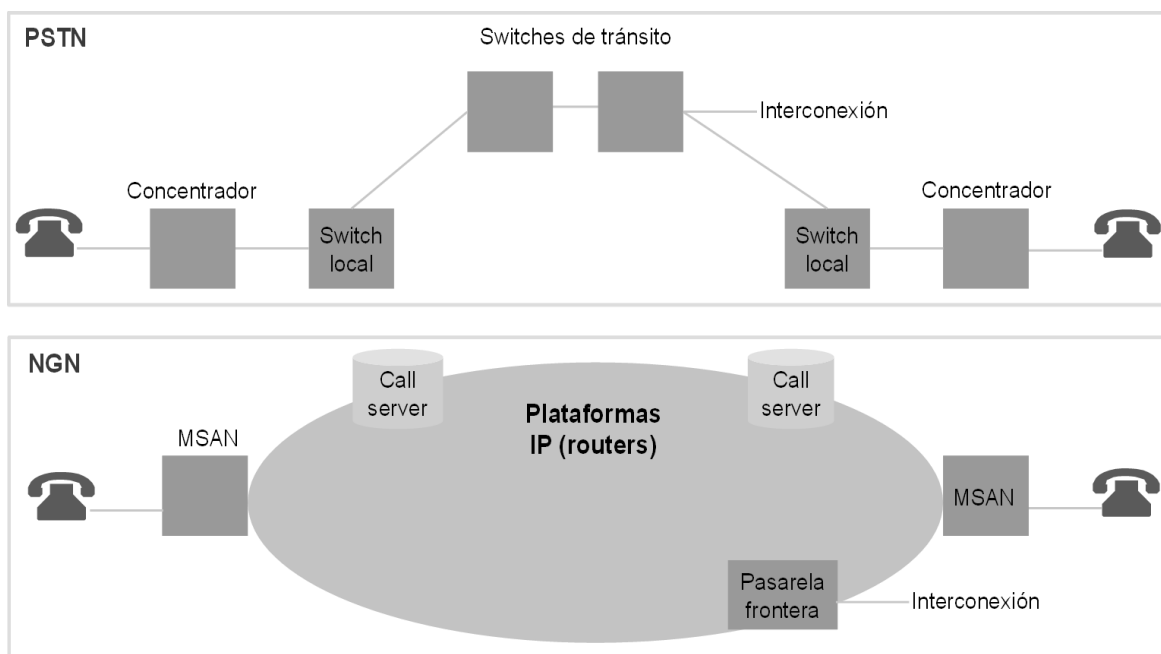 PSTN
Switches de tránsito
Interconexión
Concentrador
Concentrador
Switch
local
Switch
local
NGN
Call
server
Call
server
Plataformas
IP (routers)
MSAN
MSAN
Pasarela
frontera
Interconexión